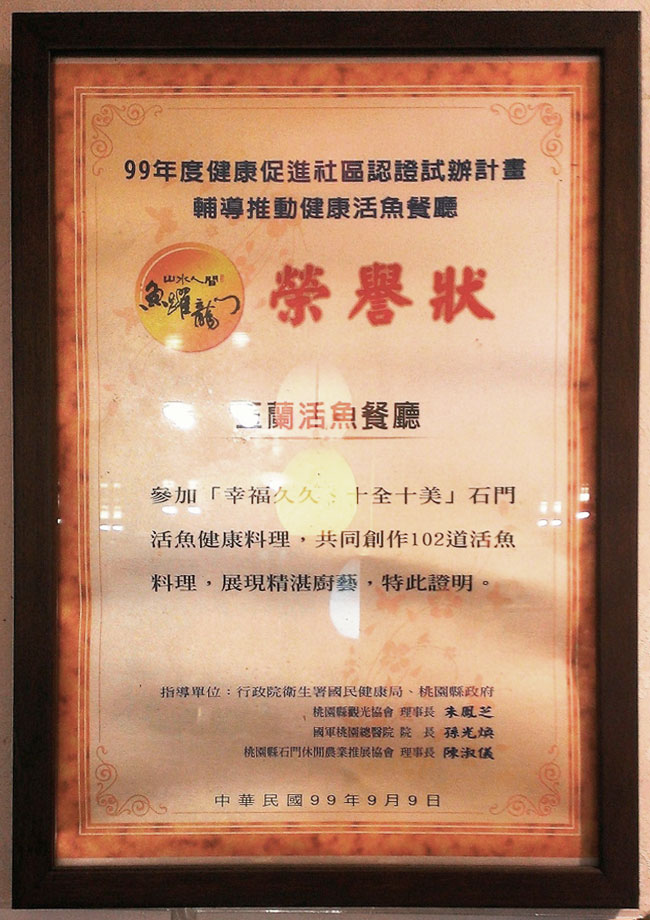 99年度健康促進社區認證試辦計畫
輔導推動健康活魚餐廳
山水人間
魚躍龍门
榮譽狀
蘭活魚餐廳
參加「幸福久久、十全十美」石門
活魚健康料理，共同創作102道活魚
料理，展現精湛廚藝，特此證明。
指導單位：行政院衛生署國民健康局、桃園縣政府
桃園縣觀光協會 理事長 朱鳳芝
國軍桃園總醫院 院 長 孫光煥
桃園縣石門休閒農業推展協會 理事長 陳淑儀
中華民國99年9月9日